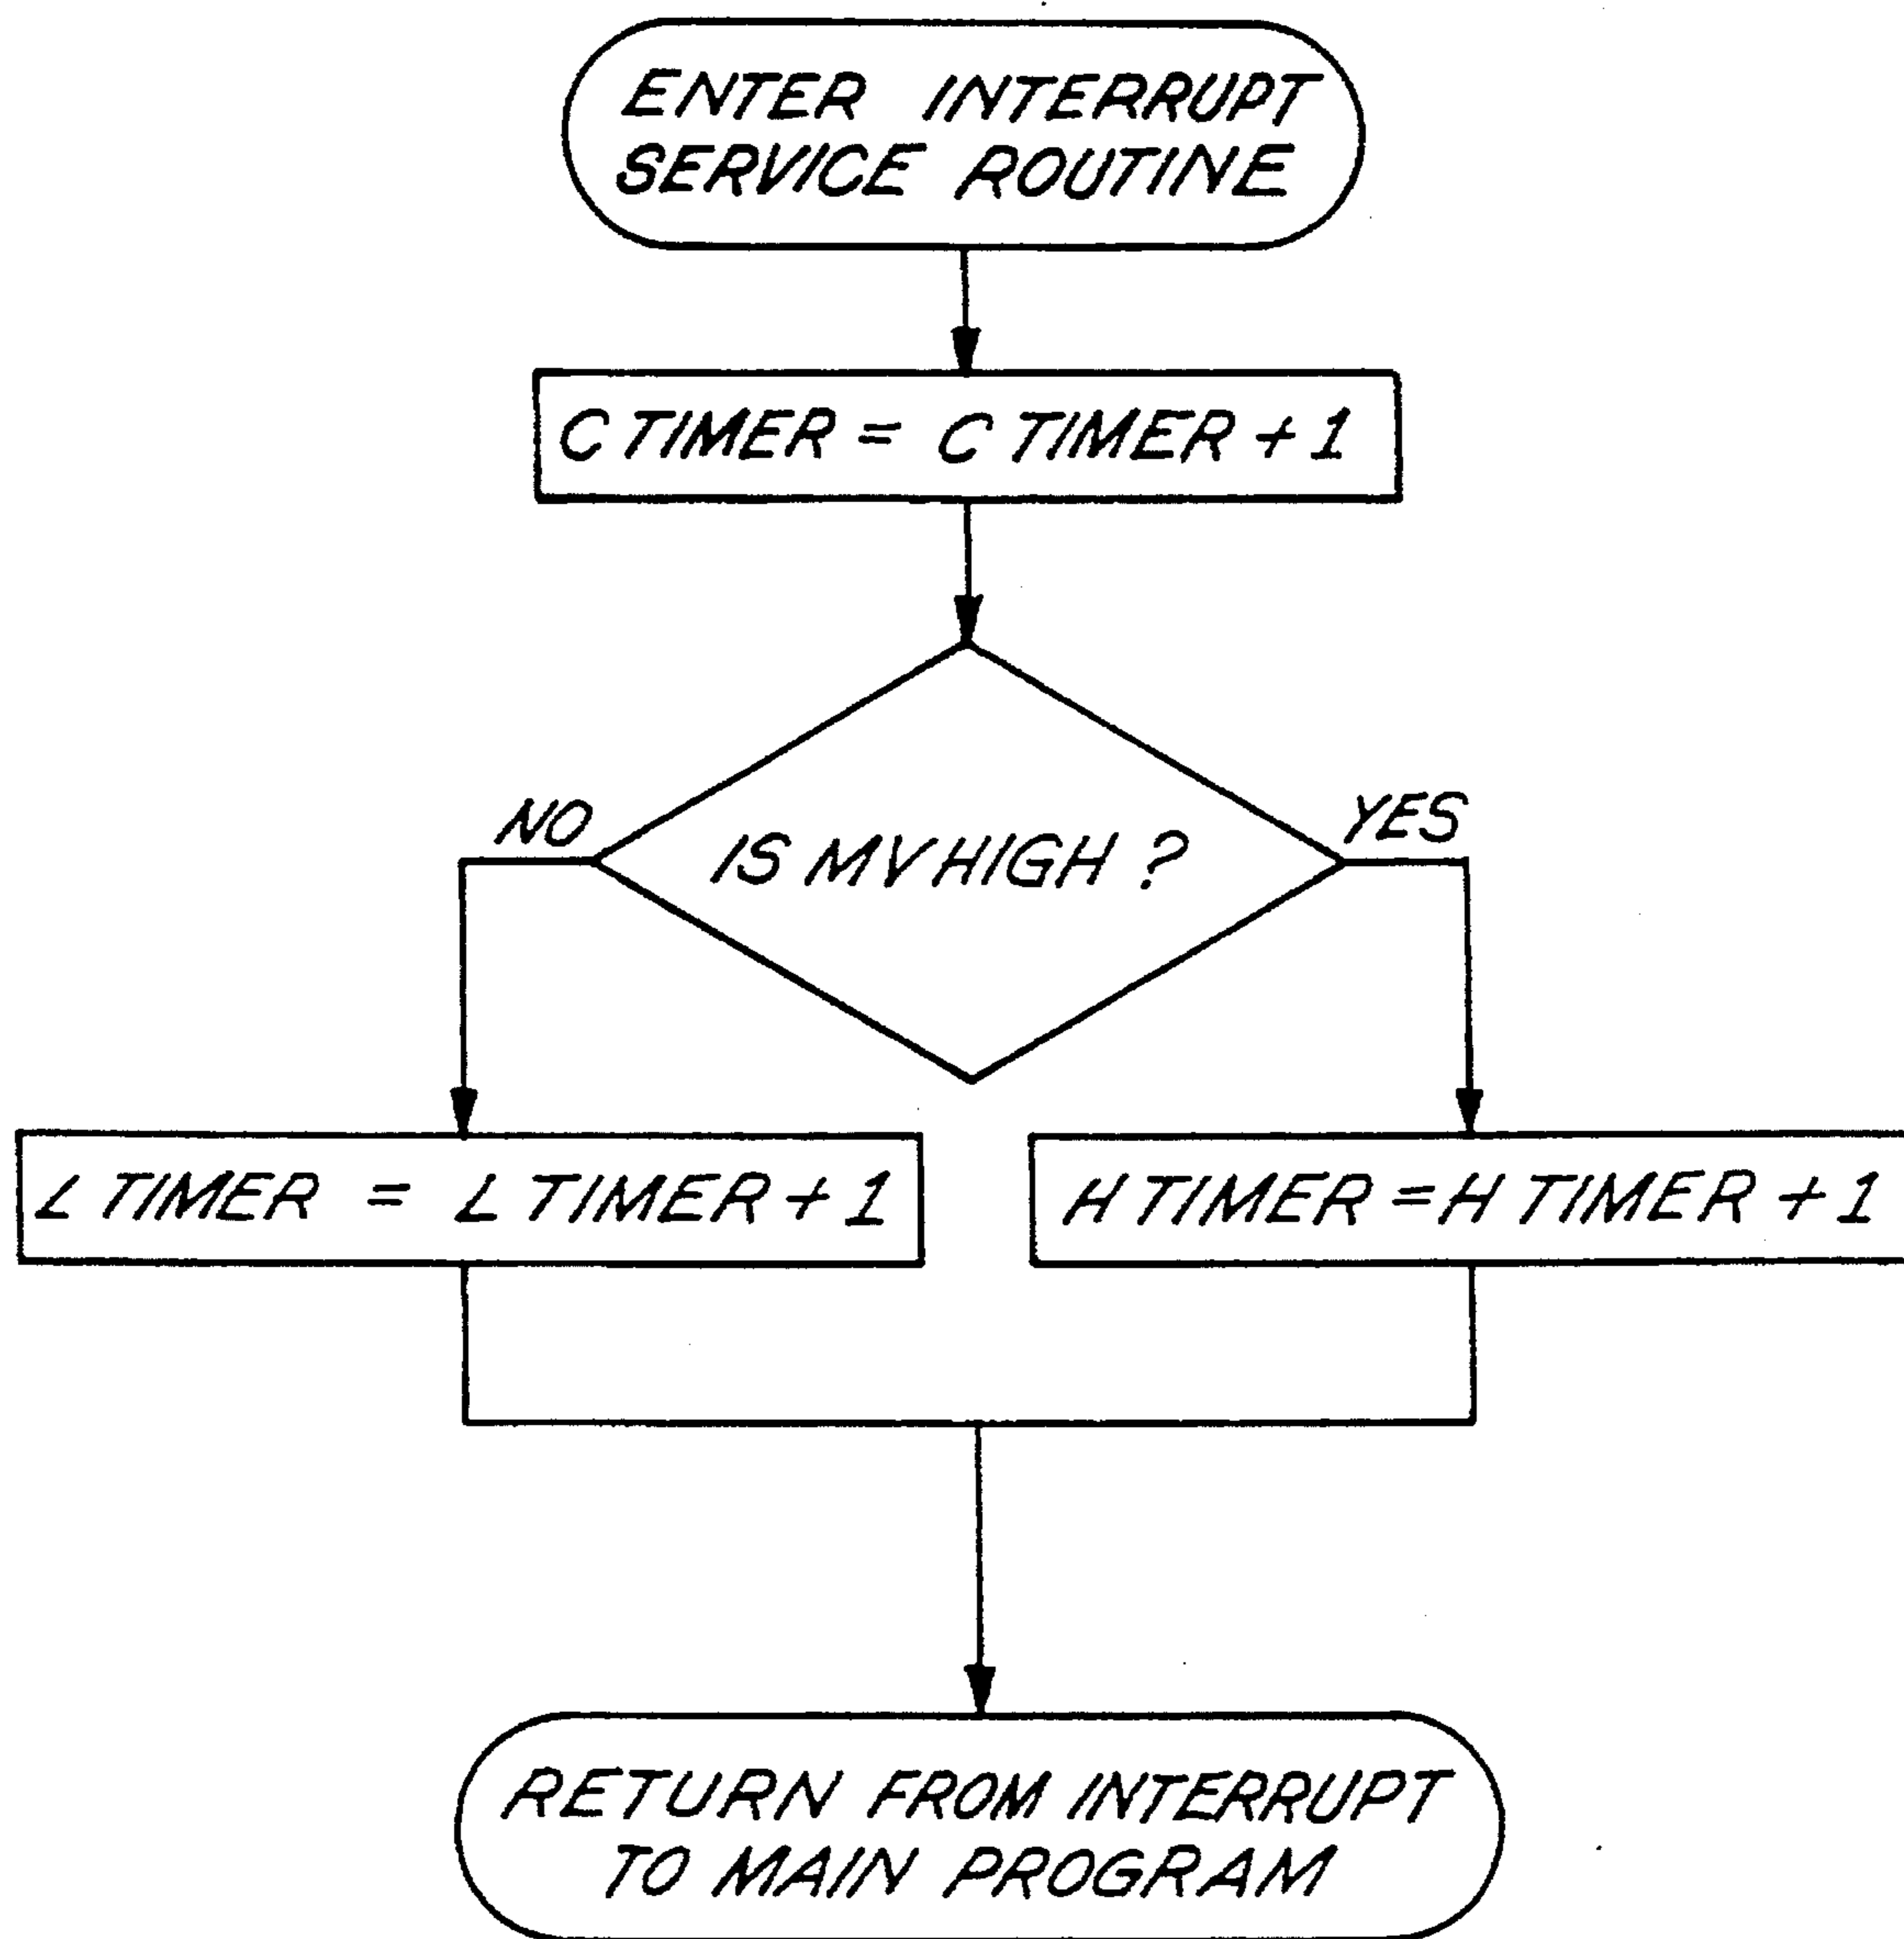 ENTER INTERRUPT
SERVICE ROUTINE
C TIMER = C TIMER + 1
IS MV HIGH ?
NO
YES
L TIMER = L TIMER + 1
H TIMER = H TIMER + 1
RETURN FROM INTERRUPT
TO MAIN PROGRAM